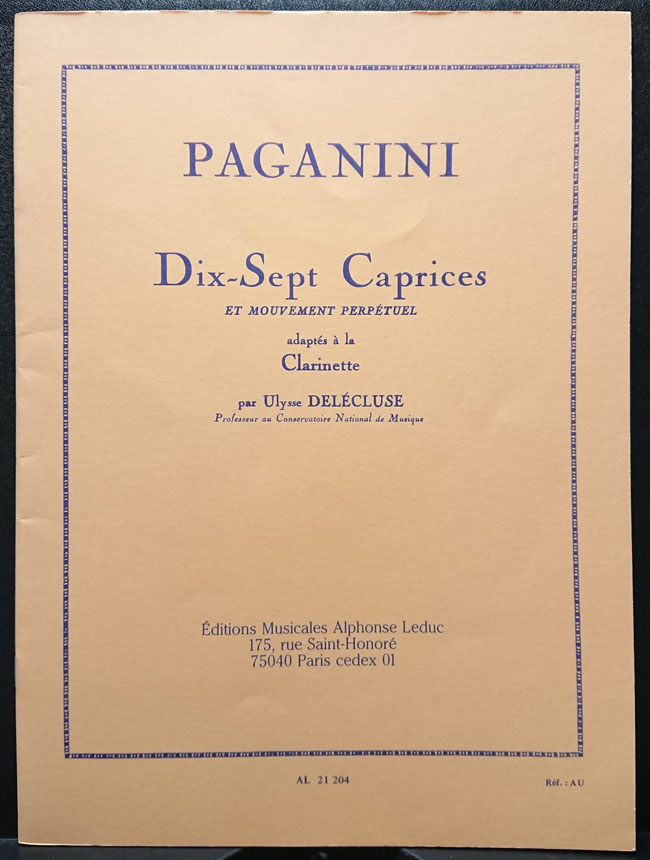 PAGANINI
Dix-Sept Caprices
ET MOUVEMENT PERPÉTUEL
adaptés à la
Clarinette
par Ulysse DELÉCLUSE
Professeur au Conservatoire National de Musique
Éditions Musicales Alphonse Leduc
175, rue Saint-Honoré
75040 Paris cedex 01
AL 21 204
Réf. : AU